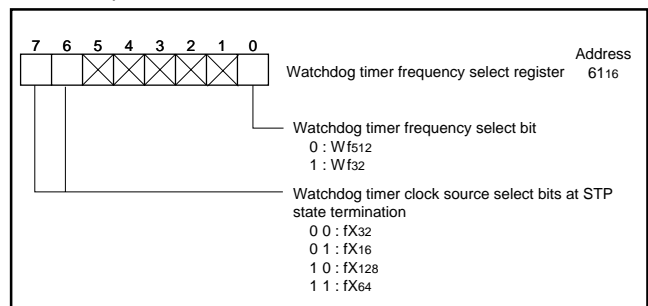 7 6 5 4 3 2 1 0
Address
Watchdog timer frequency select register 6116
Watchdog timer frequency select bit
0 : Wf512
1 : Wf32
Watchdog timer clock source select bits at STP
state termination
0 0 : fX32
0 1 : fX16
1 0 : fX128
1 1 : fX64